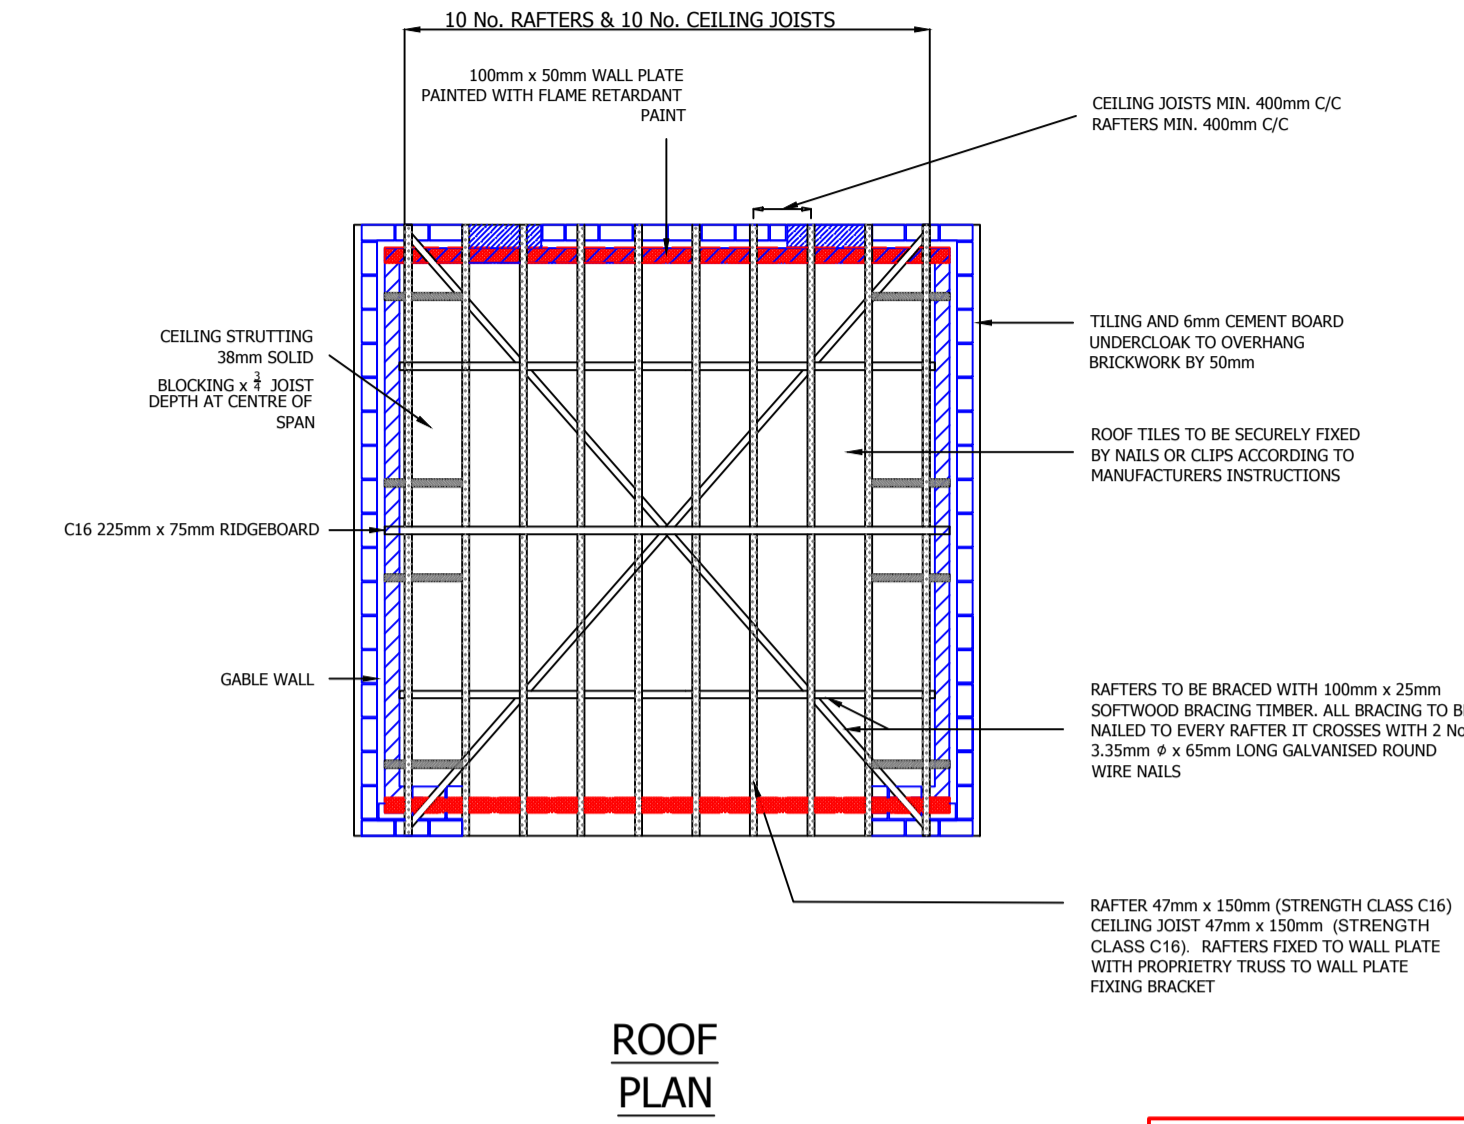 10 No. RAFTERS & 10 No. CEILING JOISTS
100mm x 50mm WALL PLATE
PAINTED WITH FLAME RETARDANT
PAINT
CEILING JOISTS MIN. 400mm C/C
RAFTERS MIN. 400mm C/C
CEILING STRUTTING
38mm SOLID
BLOCKING x 3/4 JOIST
DEPTH AT CENTRE OF
SPAN
TILING AND 6mm CEMENT BOARD
UNDERCLOAK TO OVERHANG
BRICKWORK BY 50mm
ROOF TILES TO BE SECURELY FIXED
BY NAILS OR CLIPS ACCORDING TO
MANUFACTURERS INSTRUCTIONS
C16 225mm x 75mm RIDGEBOARD
GABLE WALL
RAFTERS TO BE BRACED WITH 100mm x 25mm
SOFTWOOD BRACING TIMBER. ALL BRACING TO BE
NAILED TO EVERY RAFTER IT CROSSES WITH 2 No
3.35mm ϕ x 65mm LONG GALVANISED ROUND
WIRE NAILS
RAFTER 47mm x 150mm (STRENGTH CLASS C16)
CEILING JOIST 47mm x 150mm (STRENGTH
CLASS C16). RAFTERS FIXED TO WALL PLATE
WITH PROPRIETRY TRUSS TO WALL PLATE
FIXING BRACKET
ROOF
PLAN